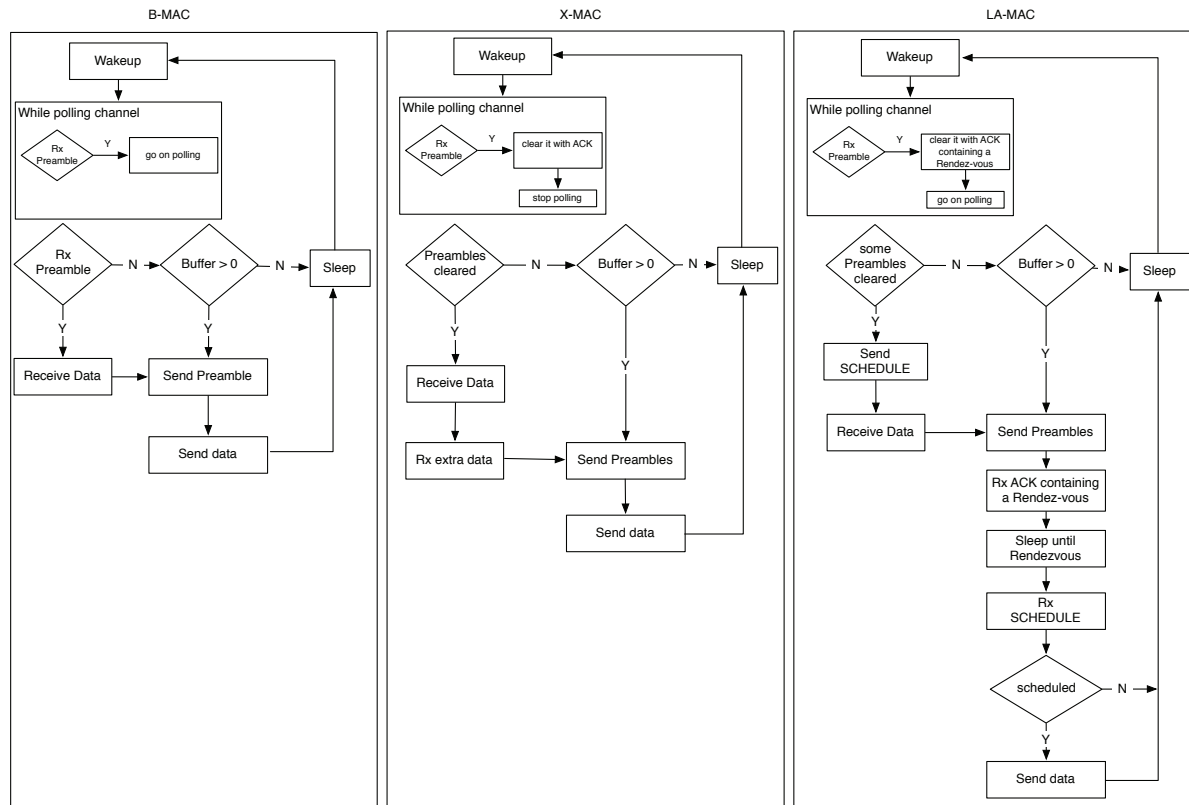 B-MAC
Wakeup
While polling channel
Rx
Preamble
Y
go on polling
Rx
Preamble
N
Buffer > 0
N
Sleep
Y
Y
Receive Data
Send Preamble
Send data
X-MAC
Wakeup
While polling channel
Rx
Preamble
Y
clear it with ACK
stop polling
Preambles
cleared
N
Buffer > 0
N
Sleep
Y
Y
Receive Data
Rx extra data
Send Preambles
Send data
LA-MAC
Wakeup
While polling channel
Rx
Preamble
Y
clear it with ACK
containing a
Rendez-vous
go on polling
some
Preambles
cleared
N
Buffer > 0
N
Sleep
Y
Send
SCHEDULE
Y
Receive Data
Send Preambles
Rx ACK containing
a Rendez-vous
Sleep until
Rendezvous
Rx
SCHEDULE
scheduled
N
Y
Send data